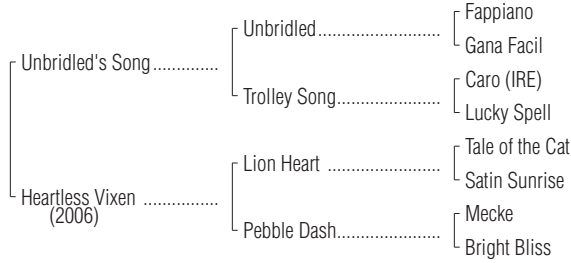 Fappiano
Unbridled....................................
Gana Facil
Unbridled's Song..............
Caro (IRE)
Trolley Song..............................
Lucky Spell
Tale of the Cat
Lion Heart .................................
Satin Sunrise
Heartless Vixen ................
(2006)
Mecke
Pebble Dash..............................
Bright Bliss